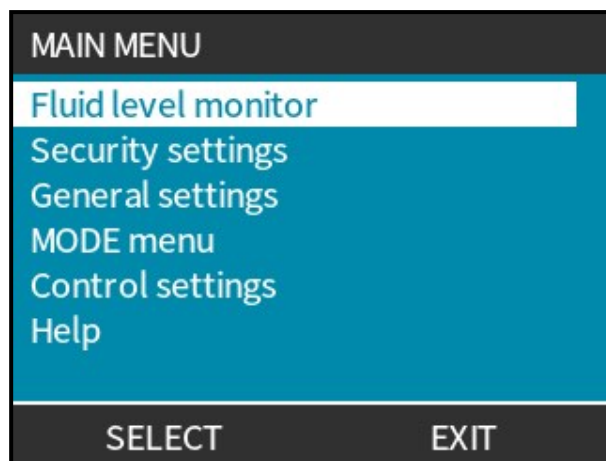 MAIN MENU
Fluid level monitor
Security settings
General settings
MODE menu
Control settings
Help
SELECT EXIT